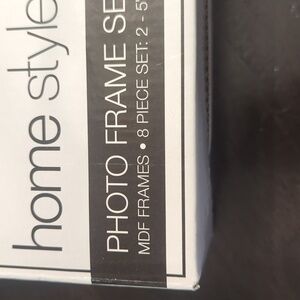 home style
PHOTO FRAME SE
MDF FRAMES • 8 PIECE SET: 2 - 5